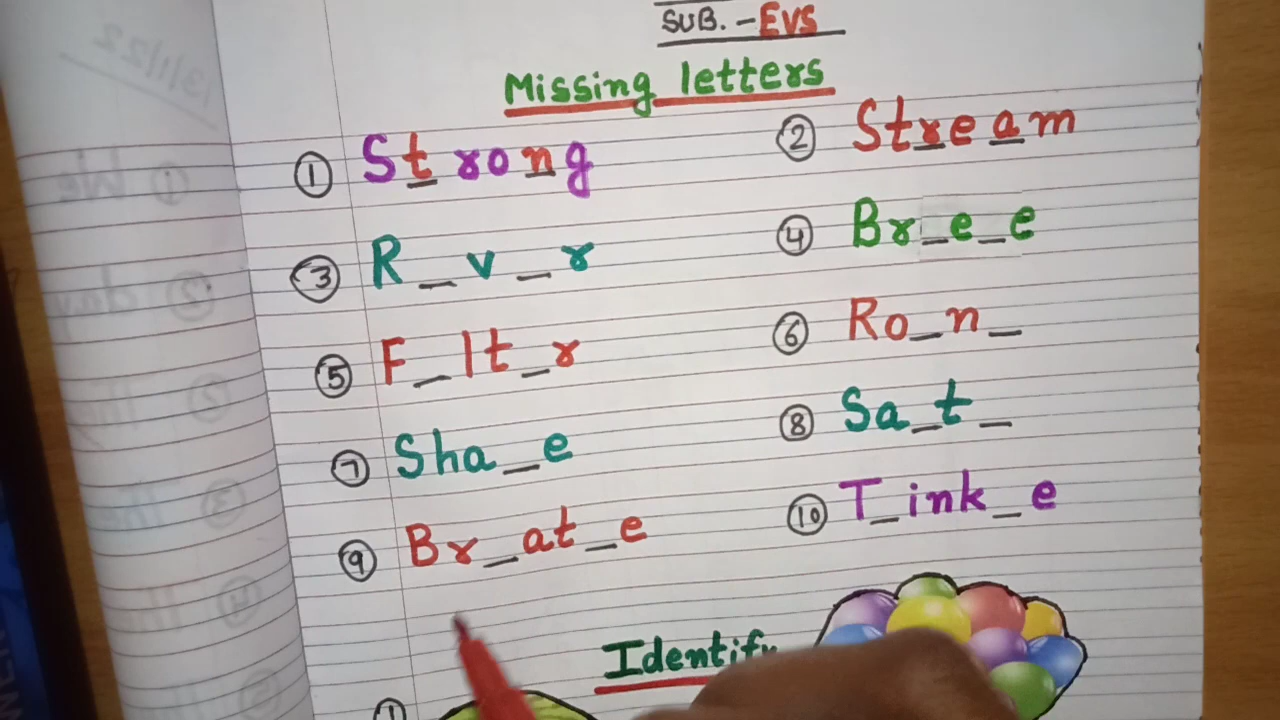 SUB. - EVS
Missing letters
① Strong ② Stream
③ R_v_r ④ Br_e_e
⑤ F_lt_r ⑥ Ro_n_
⑦ Sha_e ⑧ Sa_t_
⑨ Br_at_e ⑩ T_ink_e
Identify
①